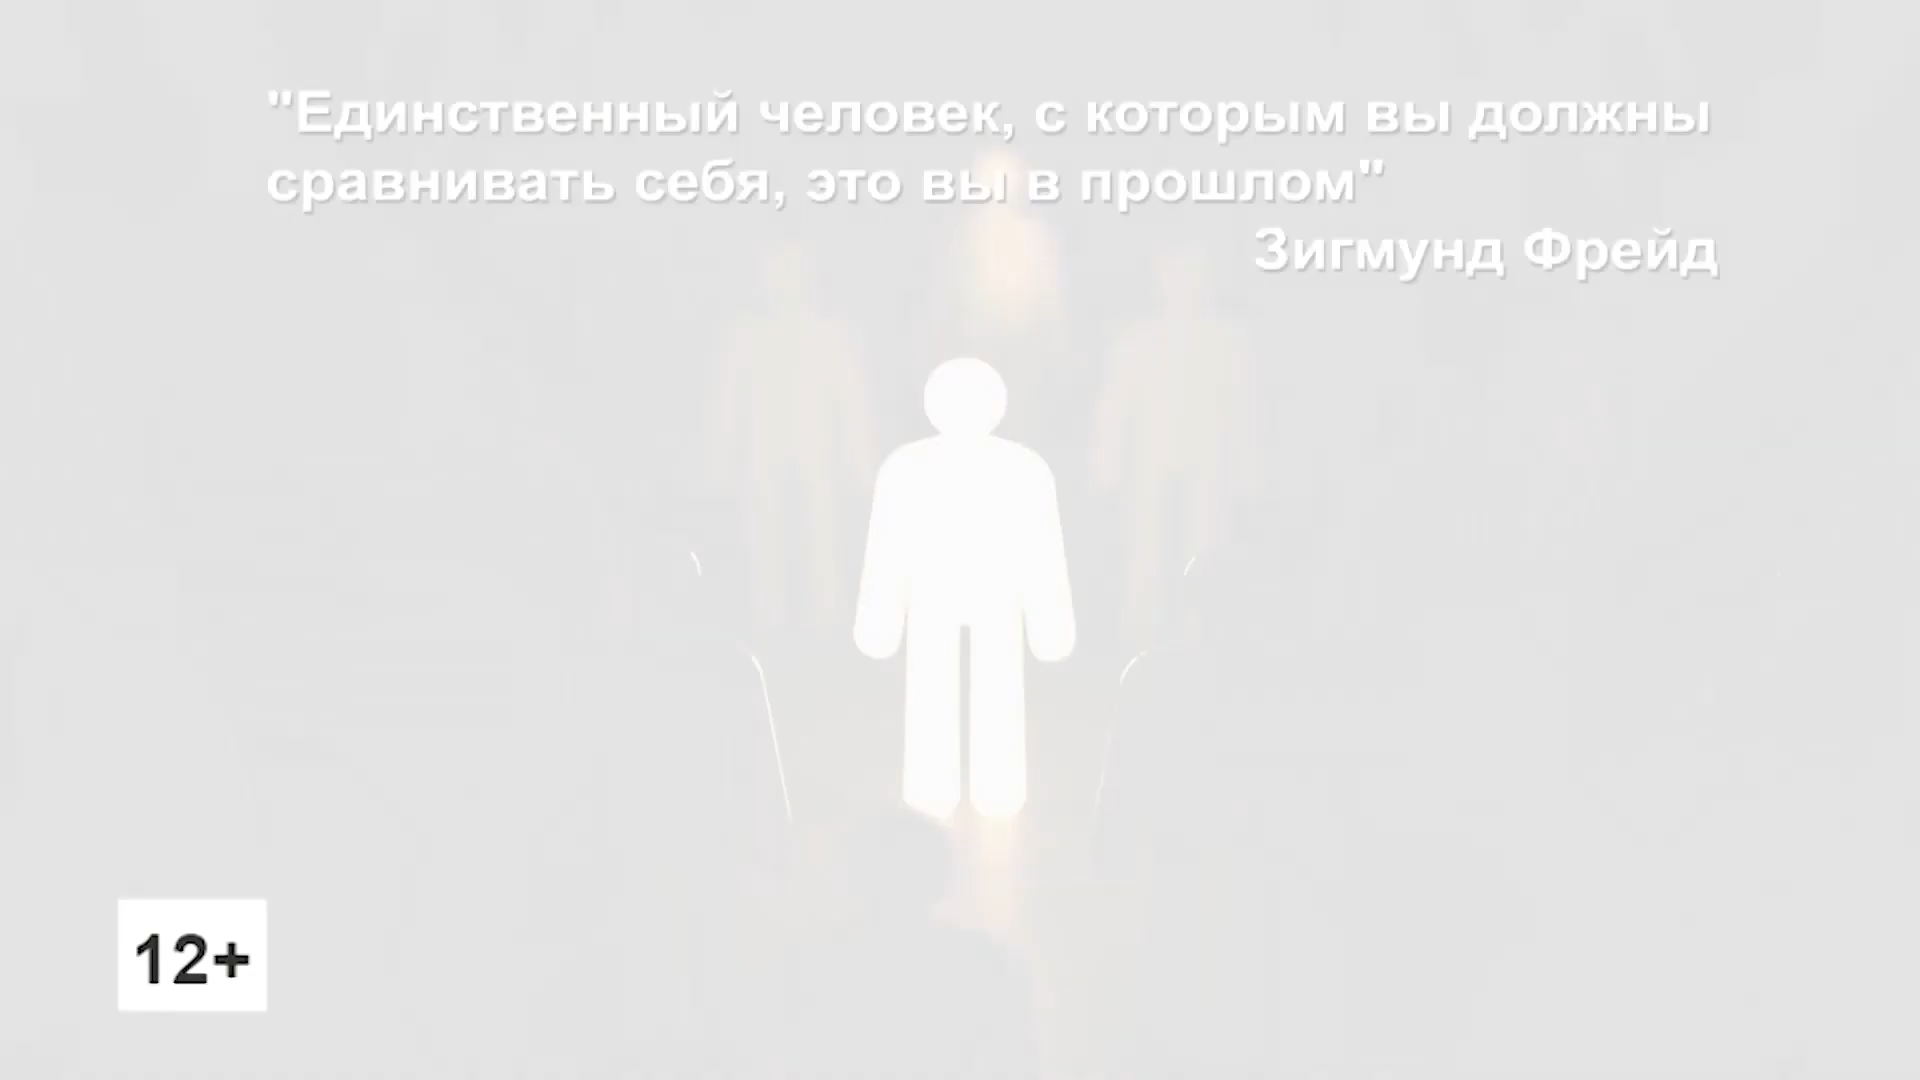 "Единственный человек, с которым вы должны
сравнивать себя, это вы в прошлом"
Зигмунд Фрейд
12+